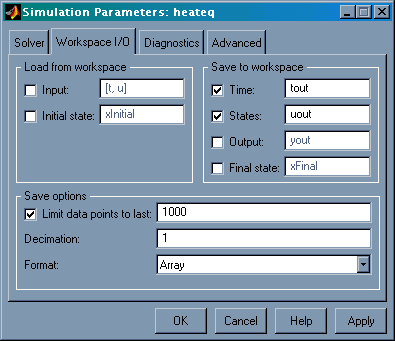 Simulation Parameters: heateq
Solver Workspace I/O Diagnostics Advanced
Load from workspace
Input: [t, u]
Initial state: xInitial
Save to workspace
Time: tout
States: uout
Output: yout
Final state: xFinal
Save options
Limit data points to last: 1000
Decimation: 1
Format: Array
OK Cancel Help Apply